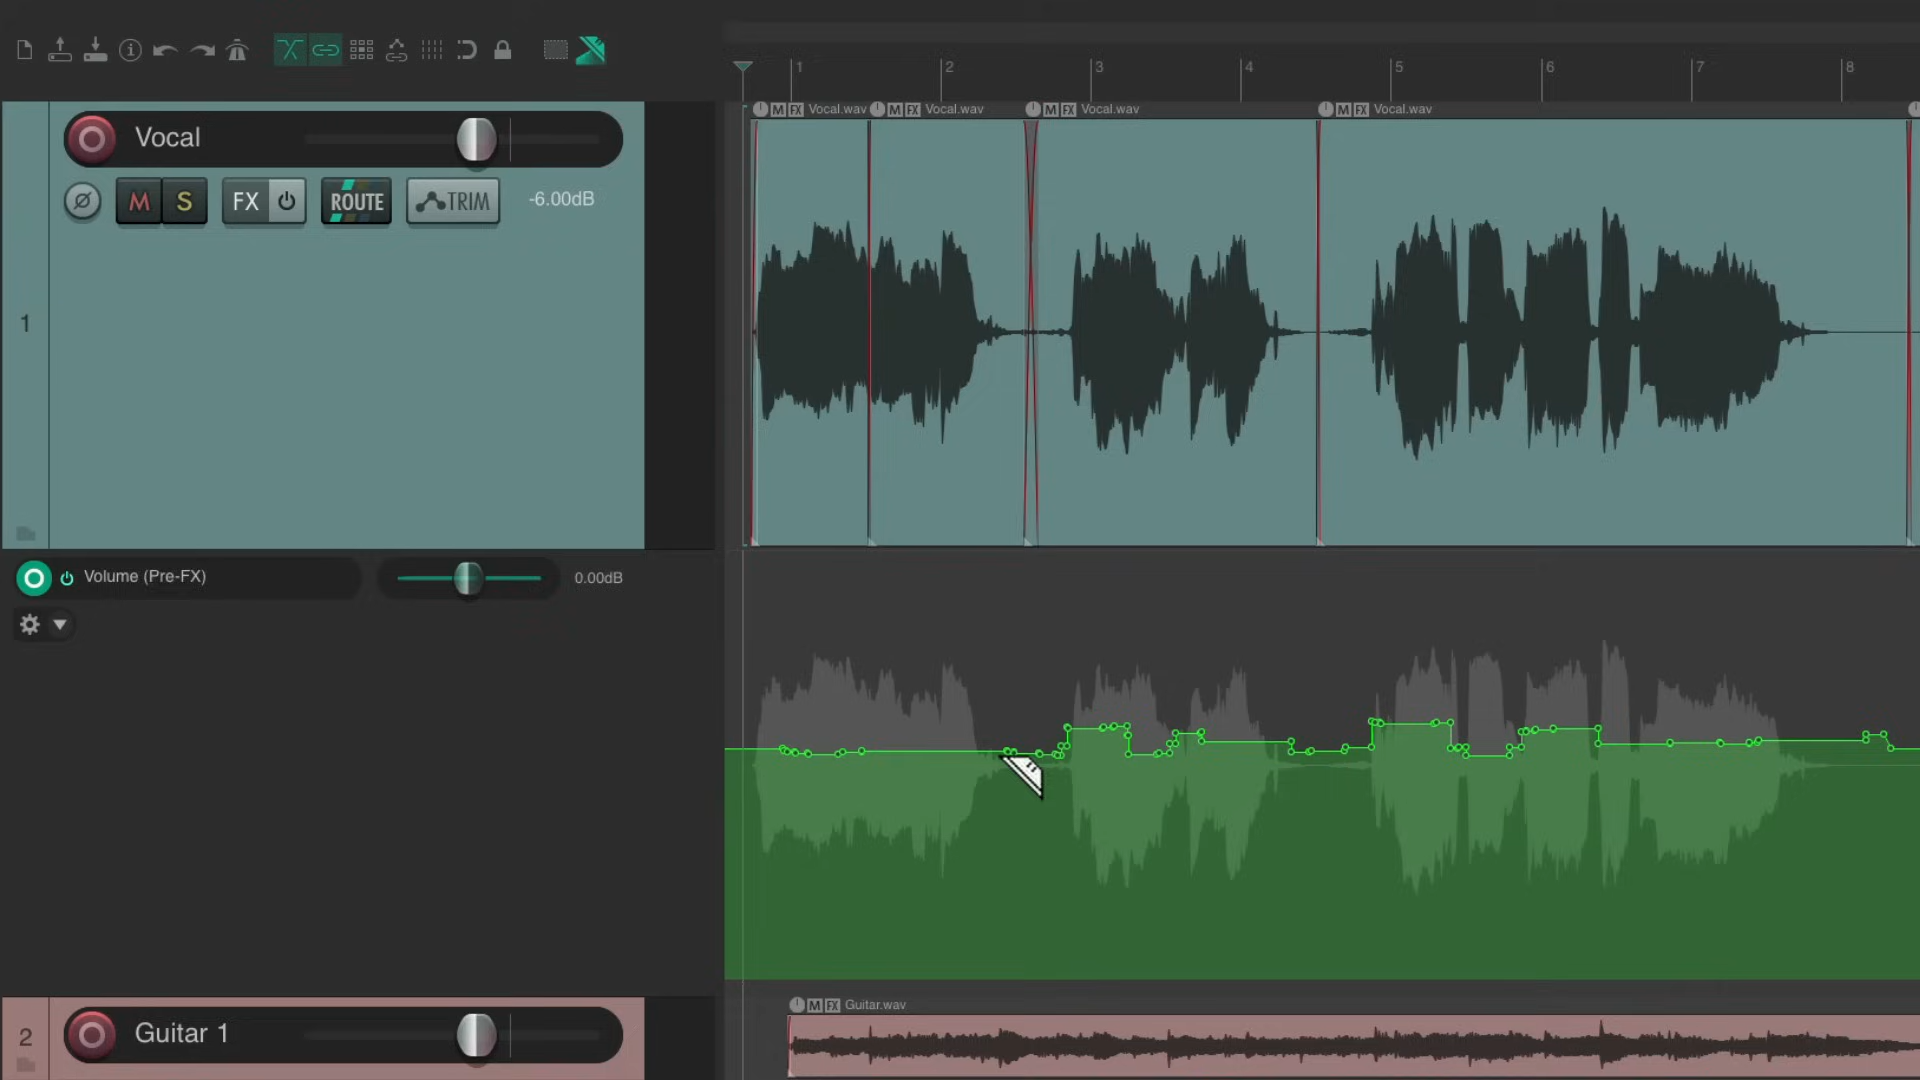 1 2 3 4 5 6 7 8
M FX Vocal.wav M FX Vocal.wav M FX Vocal.wav M FX Vocal.wav
Vocal
M S FX ROUTE TRIM -6.00dB
1
Volume (Pre-FX) 0.00dB
M FX Guitar.wav
2 Guitar 1